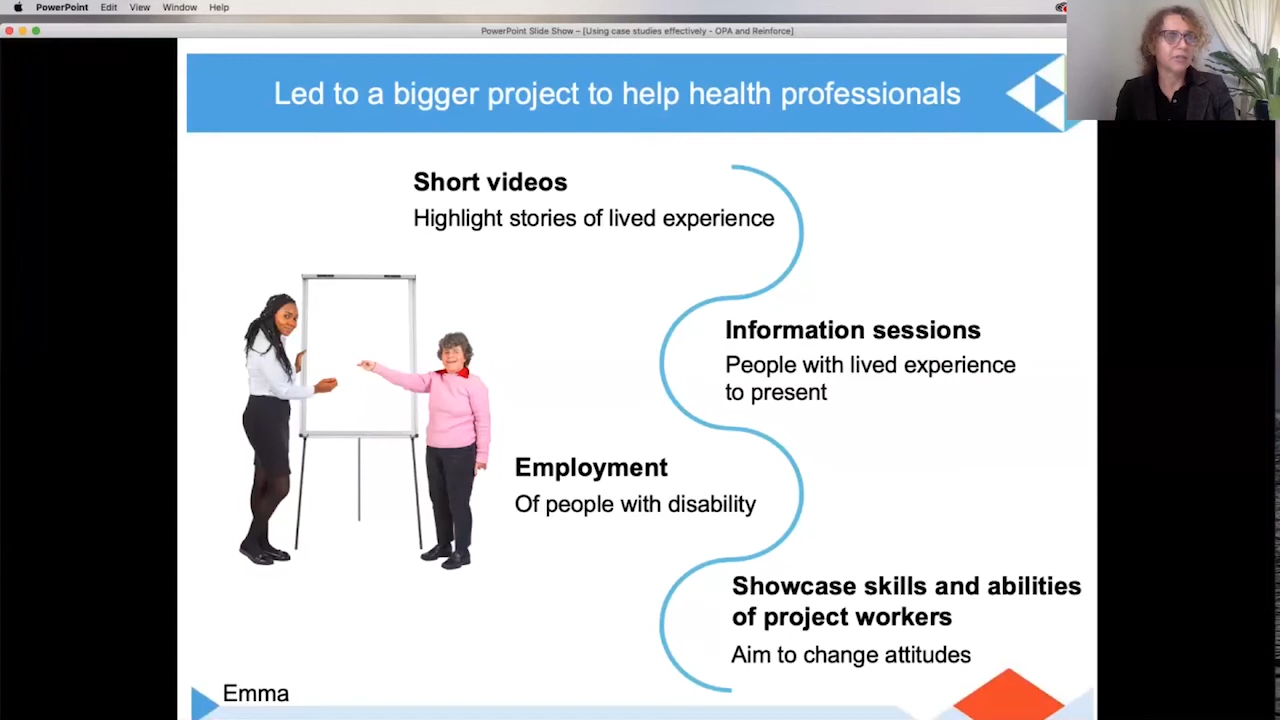 PowerPoint Edit View Window Help
PowerPoint Slide Show – [Using case studies effectively - OPA and Reinforce]
Led to a bigger project to help health professionals
Short videos
Highlight stories of lived experience
Information sessions
People with lived experience
to present
Employment
Of people with disability
Showcase skills and abilities
of project workers
Aim to change attitudes
Emma